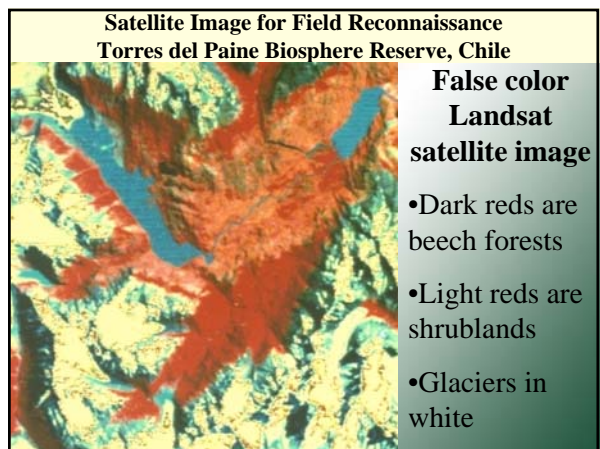 Satellite Image for Field Reconnaissance
Torres del Paine Biosphere Reserve, Chile
False color
Landsat
satellite image
•Dark reds are
beech forests
•Light reds are
shrublands
•Glaciers in
white